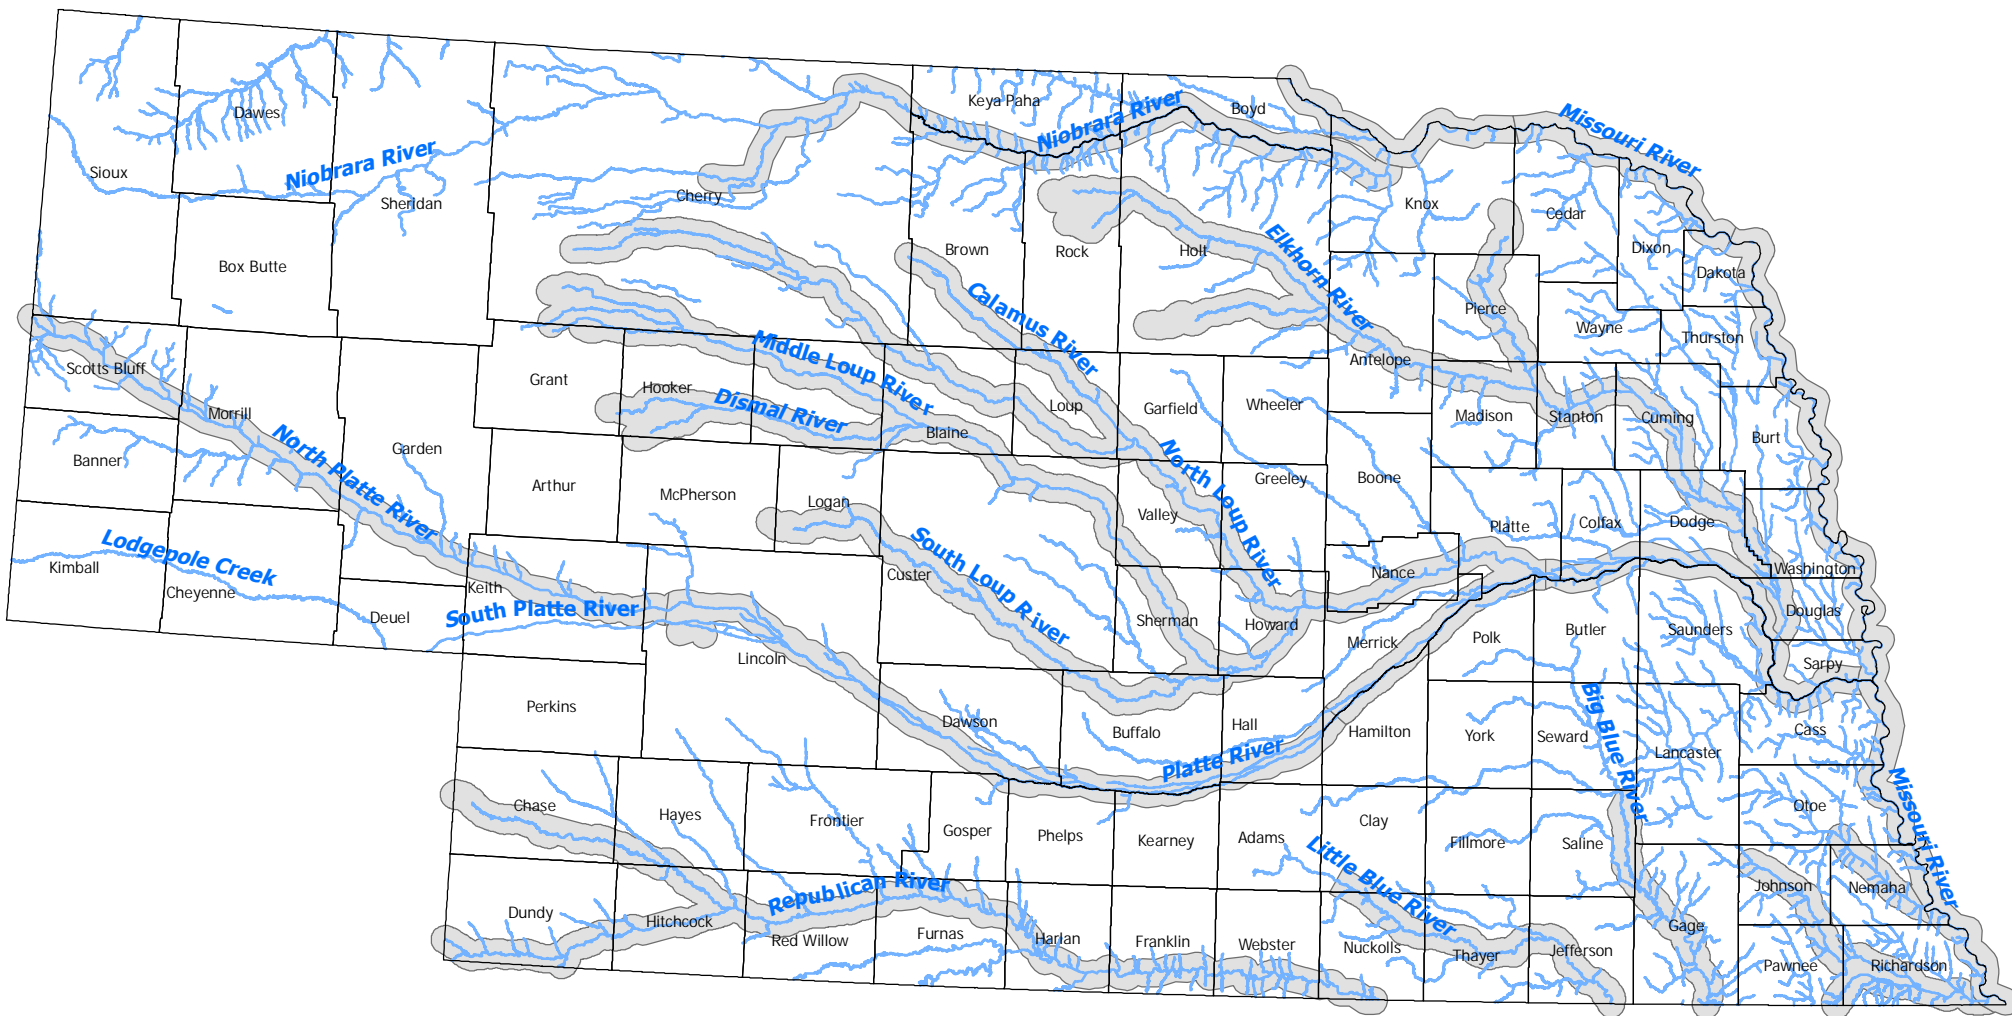 Dawes
Keya Paha
Boyd
Niobrara River
Missouri River
Sioux
Niobrara River
Sheridan
Cherry
Knox
Cedar
Box Butte
Brown
Rock
Holt
Elkhorn River
Dixon
Dakota
Calamus River
Pierce
Wayne
Thurston
Scotts Bluff
Middle Loup River
Antelope
Grant
Hooker
Morrill
Dismal River
Blaine
Loup
Garfield
Wheeler
Madison
Stanton
Cuming
Burt
Banner
North Platte River
Garden
Arthur
McPherson
Logan
North Loup River
Valley
Greeley
Boone
Platte
Colfax
Dodge
Kimball
Lodgepole Creek
Cheyenne
Deuel
Keith
South Platte River
Custer
South Loup River
Nance
Washington
Douglas
Sherman
Howard
Merrick
Polk
Butler
Saunders
Sarpy
Lincoln
Perkins
Dawson
Buffalo
Hall
Platte River
Hamilton
York
Seward
Big Blue River
Lancaster
Cass
Chase
Hayes
Frontier
Gosper
Phelps
Kearney
Adams
Clay
Fillmore
Saline
Otoe
Missouri River
Little Blue River
Republican River
Johnson
Nemaha
Dundy
Hitchcock
Red Willow
Furnas
Harlan
Franklin
Webster
Nuckolls
Thayer
Jefferson
Gage
Pawnee
Richardson